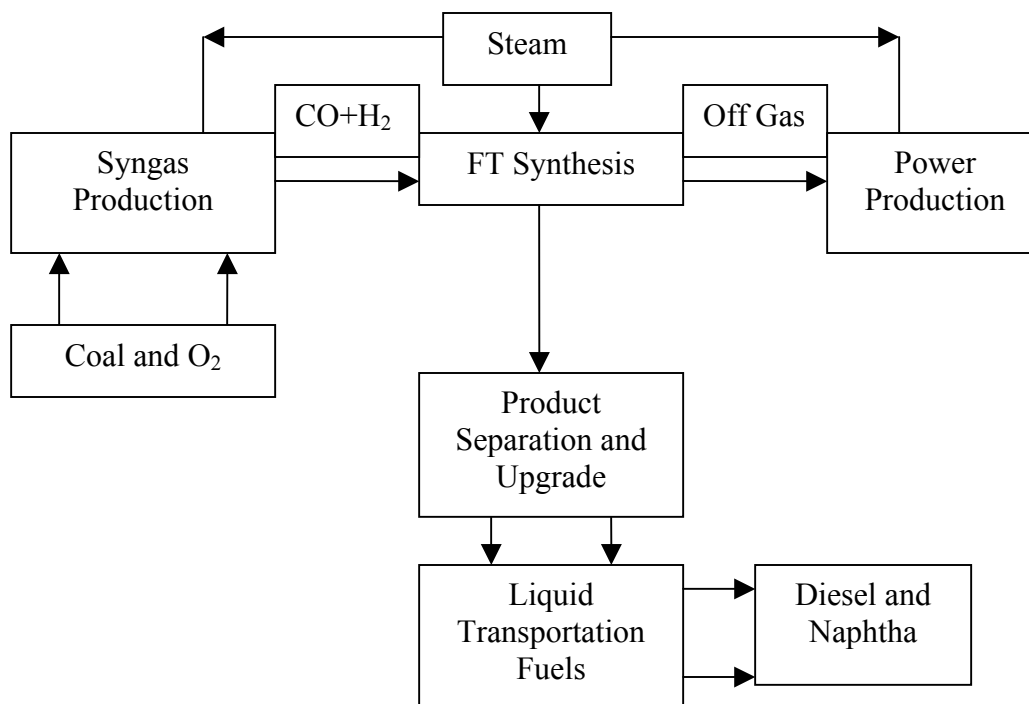 Steam
CO+H₂
Off Gas
Syngas
Production
FT Synthesis
Power
Production
Coal and O₂
Product
Separation and
Upgrade
Liquid
Transportation
Fuels
Diesel and
Naphtha